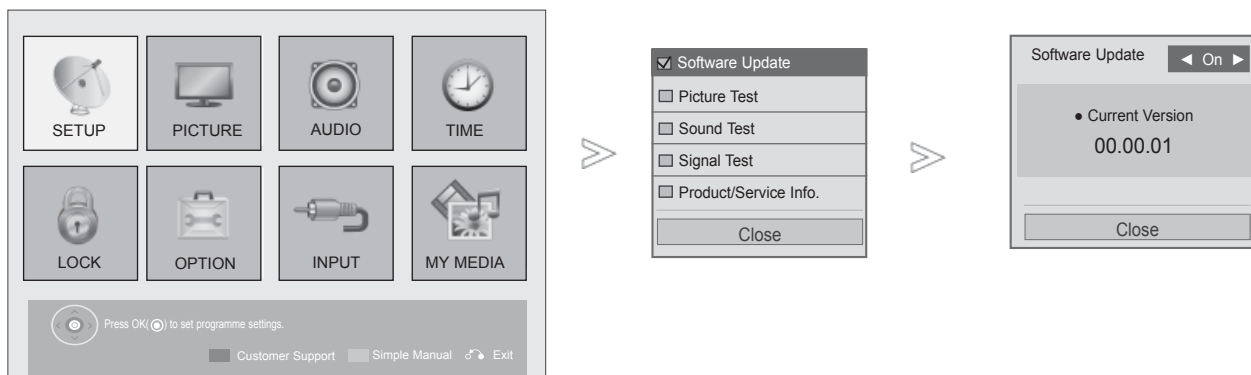 SETUP
PICTURE
AUDIO
TIME
LOCK
OPTION
INPUT
MY MEDIA
Press OK(◉) to set programme settings.
Customer Support
Simple Manual
Exit
Software Update
Picture Test
Sound Test
Signal Test
Product/Service Info.
Close
Software Update ◄ On ►
● Current Version
00.00.01
Close